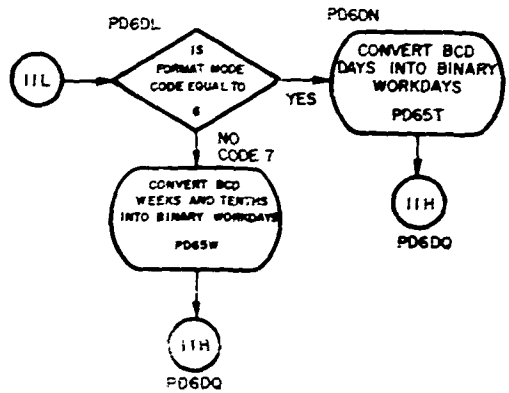 PD6DL
PD6DN
11L
IS
FORMAT MODE
CODE EQUAL TO
6
YES
NO
CODE 7
CONVERT BCD
DAYS INTO BINARY
WORKDAYS
PD65T
11H
PD6DQ
CONVERT BCD
WEEKS AND TENTHS
INTO BINARY WORKDAYS
PD65W
11H
PD6DQ